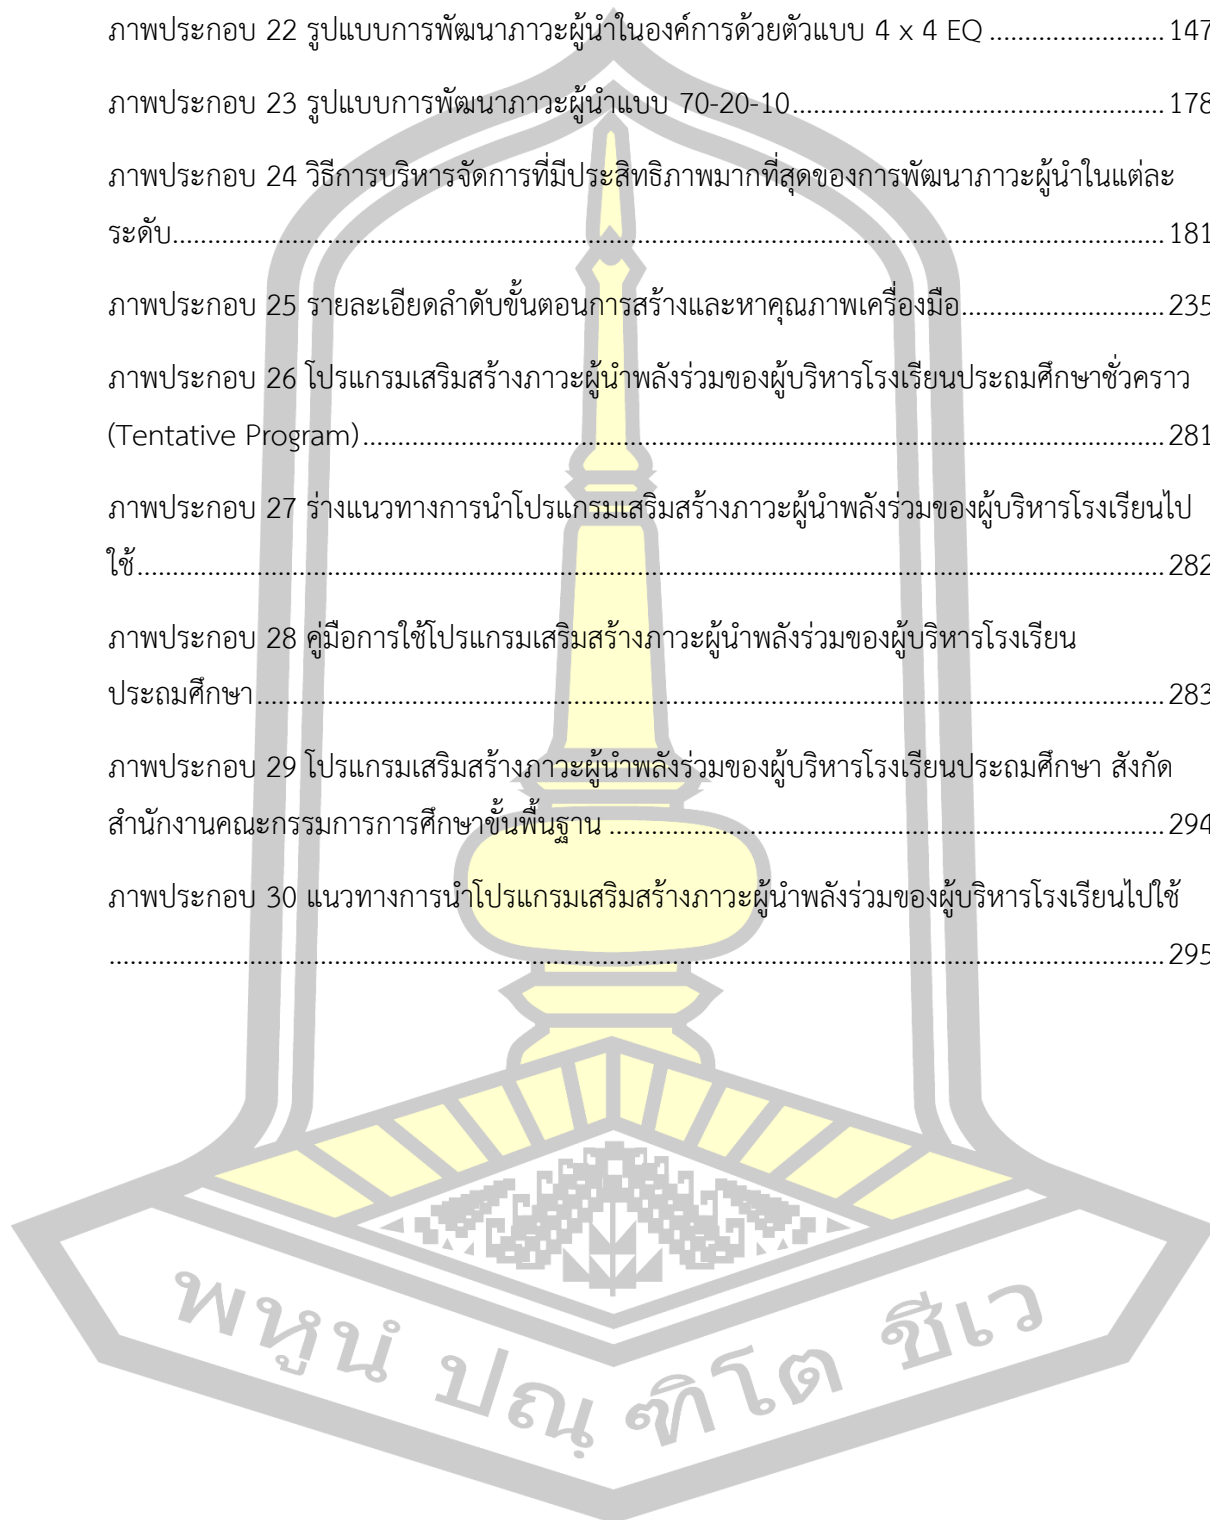 ภาพประกอบ 22 รูปแบบการพัฒนาภาวะผู้นำในองค์การด้วยตัวแบบ 4 x 4 EQ ......................... 147
ภาพประกอบ 23 รูปแบบการพัฒนาภาวะผู้นำแบบ 70-20-10..................................................... 178
ภาพประกอบ 24 วิธีการบริหารจัดการที่มีประสิทธิภาพมากที่สุดของการพัฒนาภาวะผู้นำในแต่ละ
ระดับ.............................................................................................................................................. 181
ภาพประกอบ 25 รายละเอียดลำดับขั้นตอนการสร้างและหาคุณภาพเครื่องมือ............................. 235
ภาพประกอบ 26 โปรแกรมเสริมสร้างภาวะผู้นำพลังร่วมของผู้บริหารโรงเรียนประถมศึกษาชั่วคราว
(Tentative Program)................................................................................................................... 281
ภาพประกอบ 27 ร่างแนวทางการนำโปรแกรมเสริมสร้างภาวะผู้นำพลังร่วมของผู้บริหารโรงเรียนไป
ใช้................................................................................................................................................... 282
ภาพประกอบ 28 คู่มือการใช้โปรแกรมเสริมสร้างภาวะผู้นำพลังร่วมของผู้บริหารโรงเรียน
ประถมศึกษา.................................................................................................................................. 283
ภาพประกอบ 29 โปรแกรมเสริมสร้างภาวะผู้นำพลังร่วมของผู้บริหารโรงเรียนประถมศึกษา สังกัด
สำนักงานคณะกรรมการการศึกษาขั้นพื้นฐาน ............................................................................... 294
ภาพประกอบ 30 แนวทางการนำโปรแกรมเสริมสร้างภาวะผู้นำพลังร่วมของผู้บริหารโรงเรียนไปใช้
....................................................................................................................................................... 295
พหูนํ ปณฺ ฑิโต ชีเว